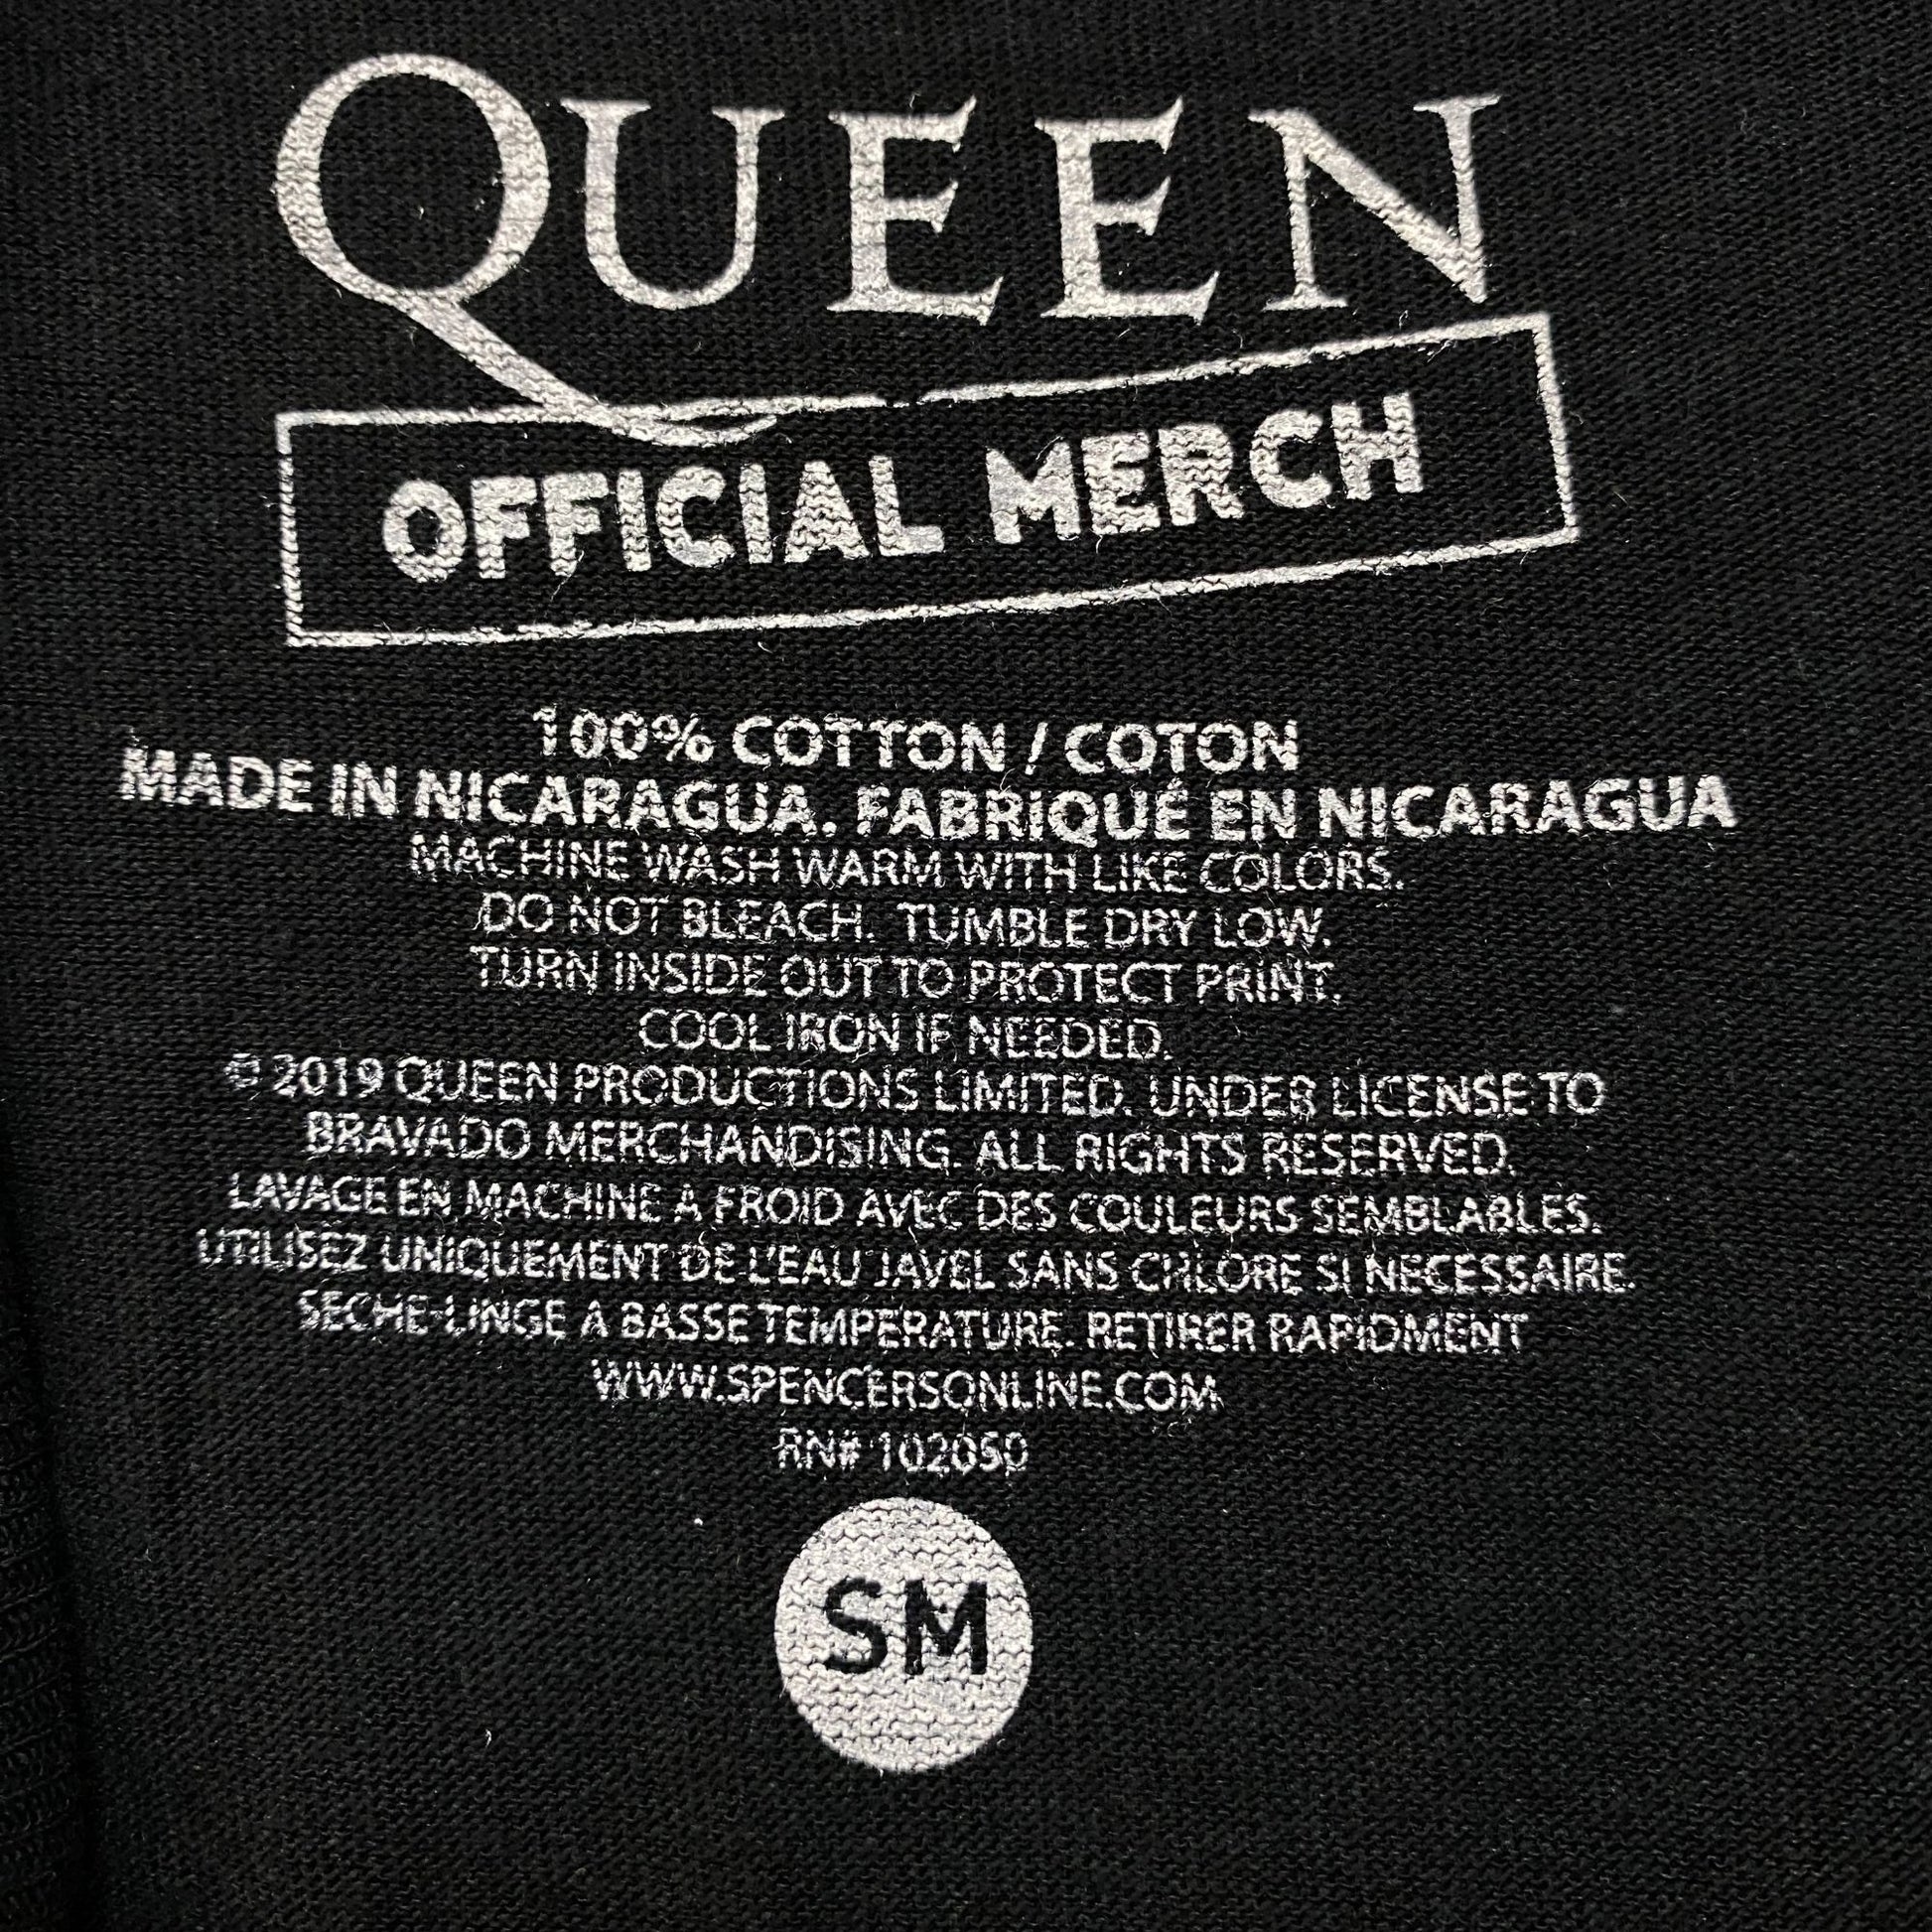 QUEEN
OFFICIAL MERCH
100% COTTON / COTON
MADE IN NICARAGUA. FABRIQUÉ EN NICARAGUA
MACHINE WASH WARM WITH LIKE COLORS.
DO NOT BLEACH. TUMBLE DRY LOW.
TURN INSIDE OUT TO PROTECT PRINT.
COOL IRON IF NEEDED.
© 2019 QUEEN PRODUCTIONS LIMITED. UNDER LICENSE TO
BRAVADO MERCHANDISING. ALL RIGHTS RESERVED.
LAVAGE EN MACHINE A FROID AVEC DES COULEURS SEMBLABLES.
UTILISEZ UNIQUEMENT DE L'EAU JAVEL SANS CHLORE SI NECESSAIRE.
SECHE-LINGE A BASSE TEMPERATURE. RETIRER RAPIDMENT
WWW.SPENCERSONLINE.COM
RN# 102050
SM